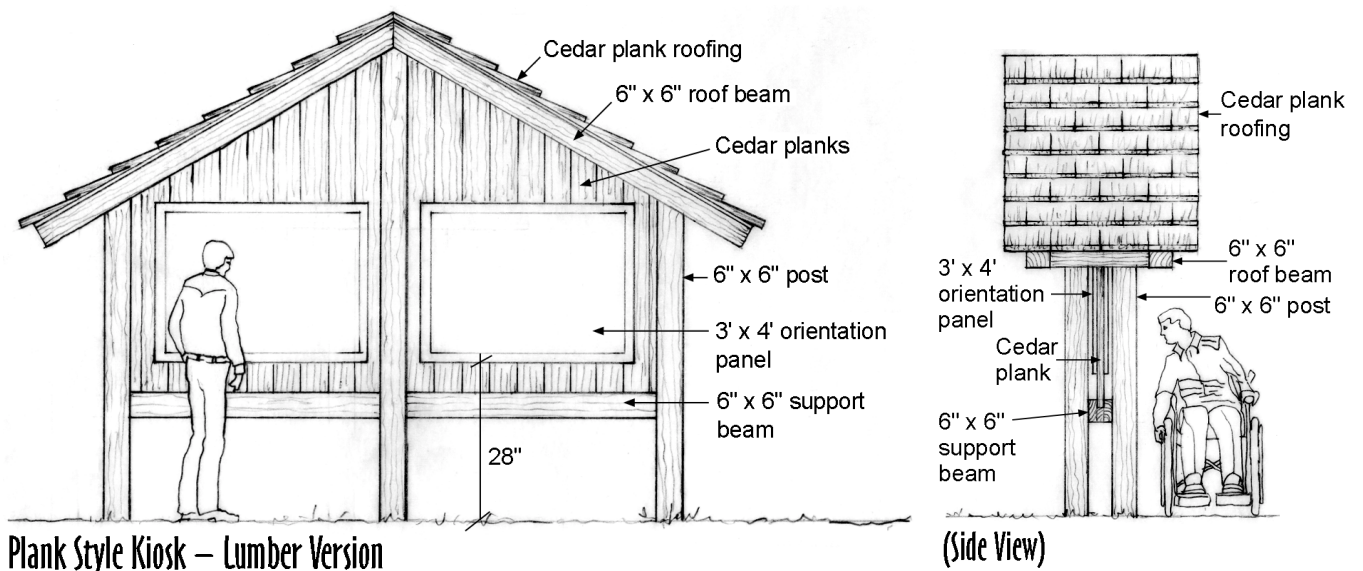 Cedar plank roofing
6" x 6" roof beam
Cedar planks
6" x 6" post
3' x 4' orientation
panel
6" x 6" support
beam
28"
Plank Style Kiosk – Lumber Version
Cedar plank
roofing
6" x 6"
roof beam
3' x 4'
orientation
panel
6" x 6" post
Cedar
plank
6" x 6"
support
beam
(Side View)